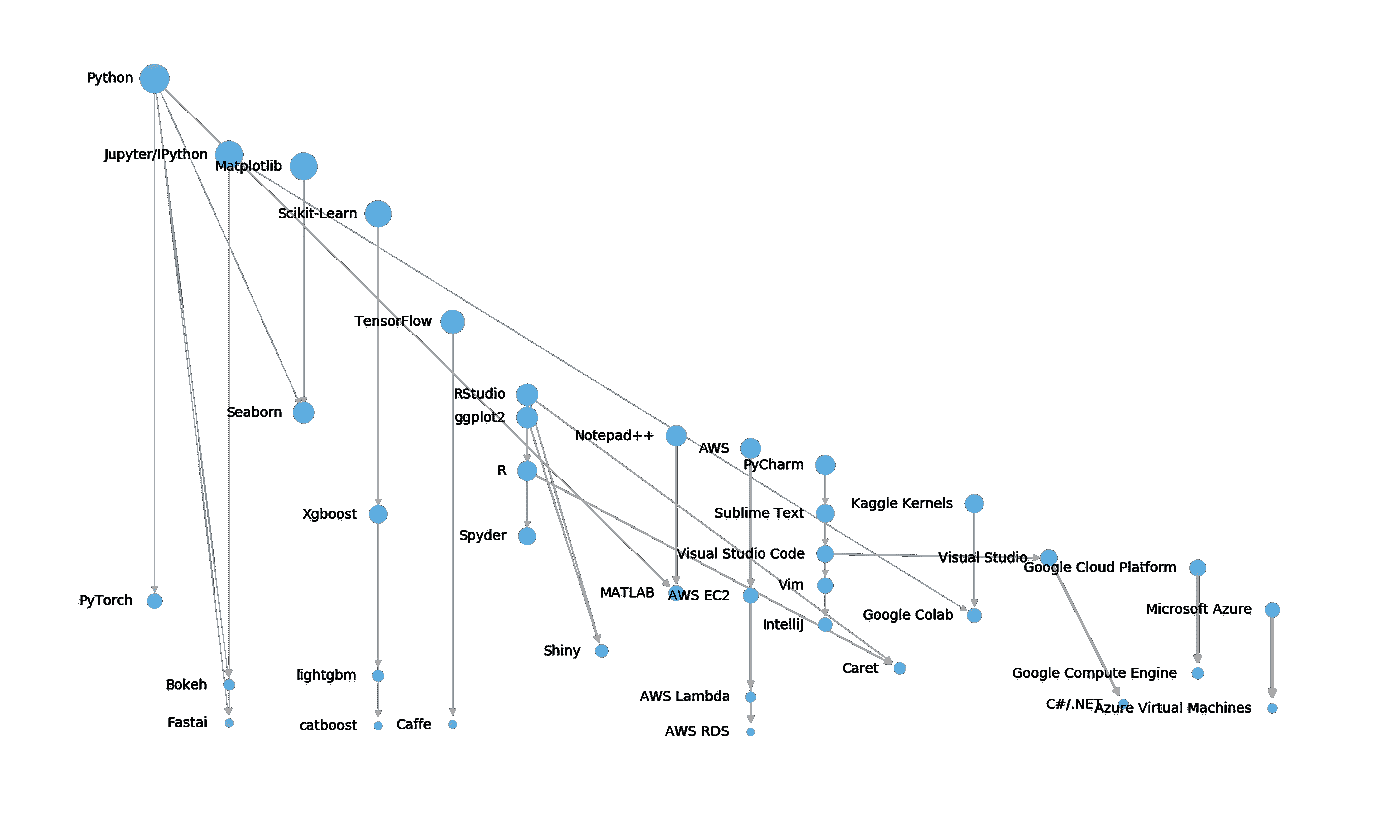 Python
Jupyter/IPython
Matplotlib
Scikit-Learn
TensorFlow
RStudio
Seaborn
ggplot2
Notepad++
AWS
PyCharm
R
Kaggle Kernels
Xgboost
Sublime Text
Spyder
Visual Studio Code
Visual Studio
Google Cloud Platform
Vim
MATLAB
AWS EC2
PyTorch
Microsoft Azure
Google Colab
IntelliJ
Shiny
Caret
Google Compute Engine
lightgbm
Bokeh
AWS Lambda
C#/.NET
Azure Virtual Machines
Fastai
catboost
Caffe
AWS RDS